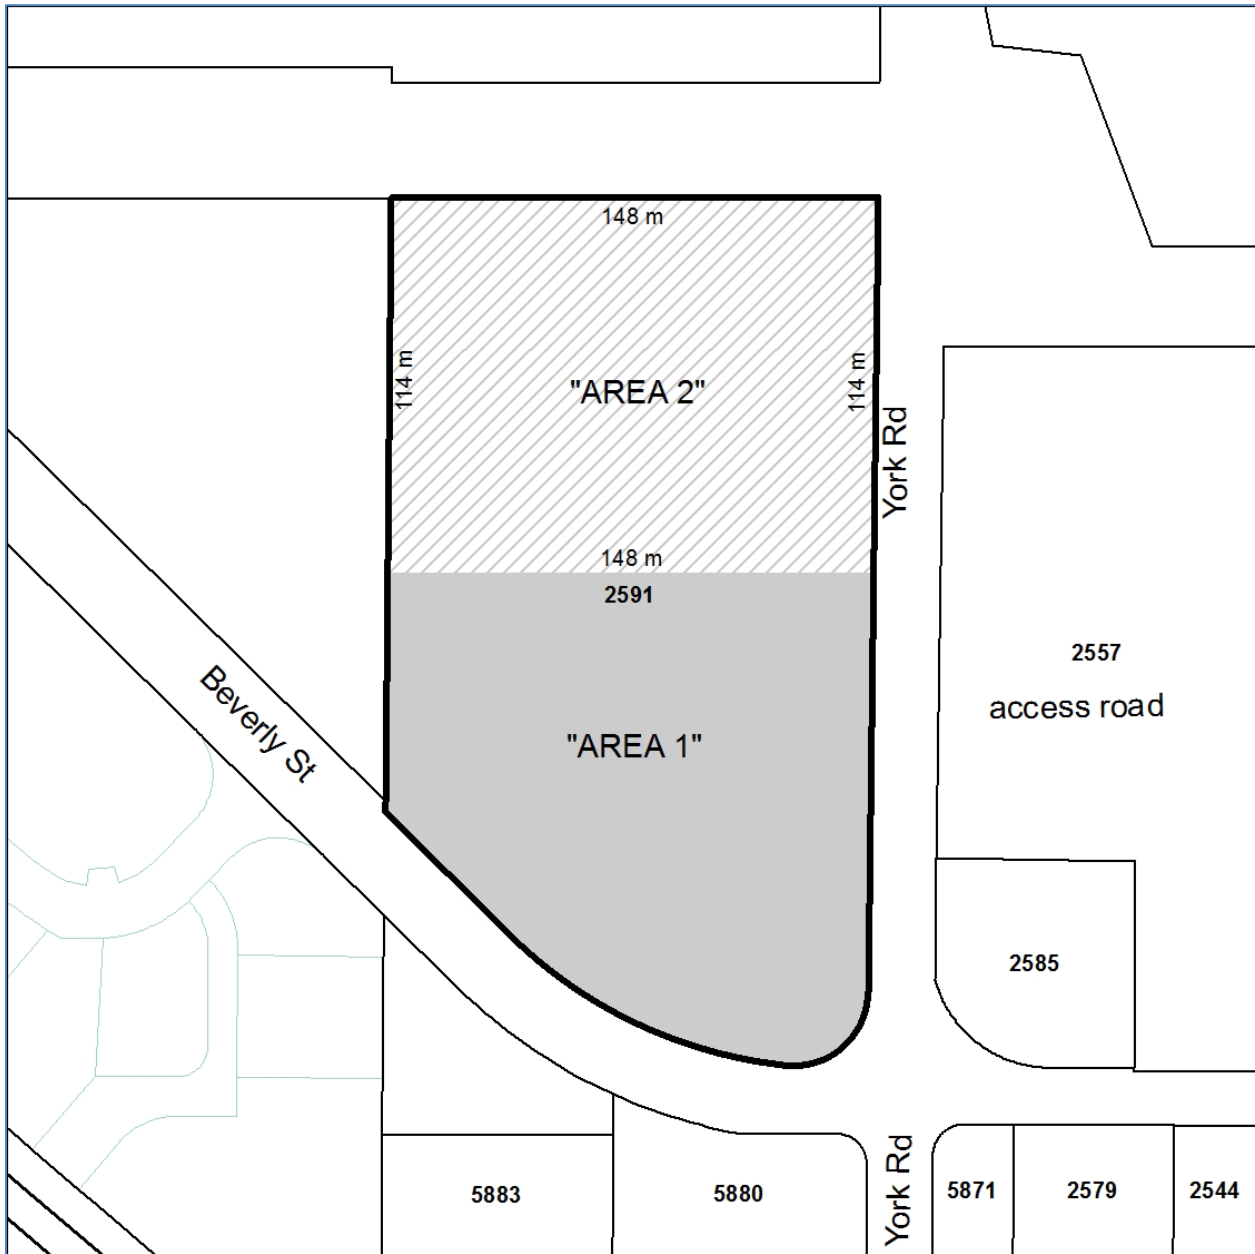 148 m
114 m
"AREA 2"
114 m
York Rd
148 m
2591
2557
access road
Beverly St
"AREA 1"
2585
York Rd
5883
5880
5871
2579
2544